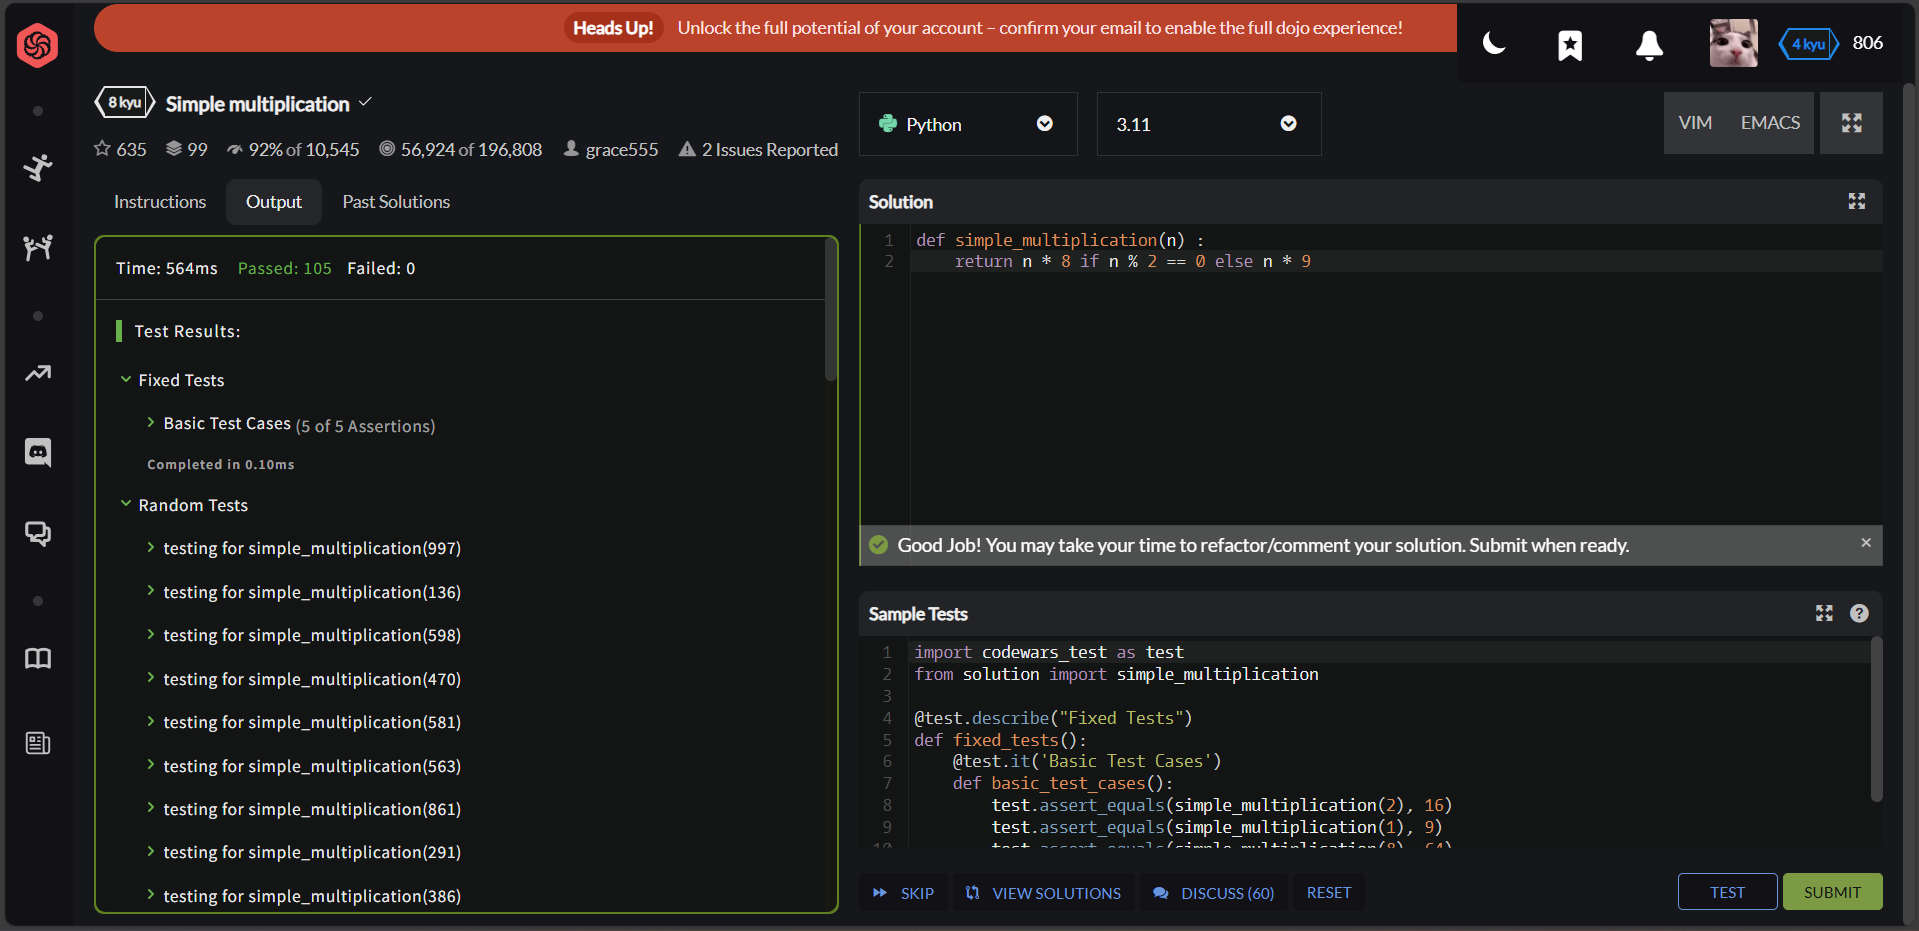 Heads Up! Unlock the full potential of your account – confirm your email to enable the full dojo experience!
4 kyu 806
8 kyu Simple multiplication
635 99 92% of 10,545 56,924 of 196,808 grace555 2 Issues Reported
Python
3.11
VIM EMACS
Instructions Output Past Solutions
Time: 564ms Passed: 105 Failed: 0
Test Results:
Fixed Tests
Basic Test Cases (5 of 5 Assertions)
Completed in 0.10ms
Random Tests
testing for simple_multiplication(997)
testing for simple_multiplication(136)
testing for simple_multiplication(598)
testing for simple_multiplication(470)
testing for simple_multiplication(581)
testing for simple_multiplication(563)
testing for simple_multiplication(861)
testing for simple_multiplication(291)
testing for simple_multiplication(386)
Solution
1 def simple_multiplication(n) :
2 return n * 8 if n % 2 == 0 else n * 9
Good Job! You may take your time to refactor/comment your solution. Submit when ready.
Sample Tests
1 import codewars_test as test
2 from solution import simple_multiplication
3
4 @test.describe("Fixed Tests")
5 def fixed_tests():
6 @test.it('Basic Test Cases')
7 def basic_test_cases():
8 test.assert_equals(simple_multiplication(2), 16)
9 test.assert_equals(simple_multiplication(1), 9)
10 test.assert_equals(simple_multiplication(8), 64)
SKIP VIEW SOLUTIONS DISCUSS (60) RESET
TEST SUBMIT